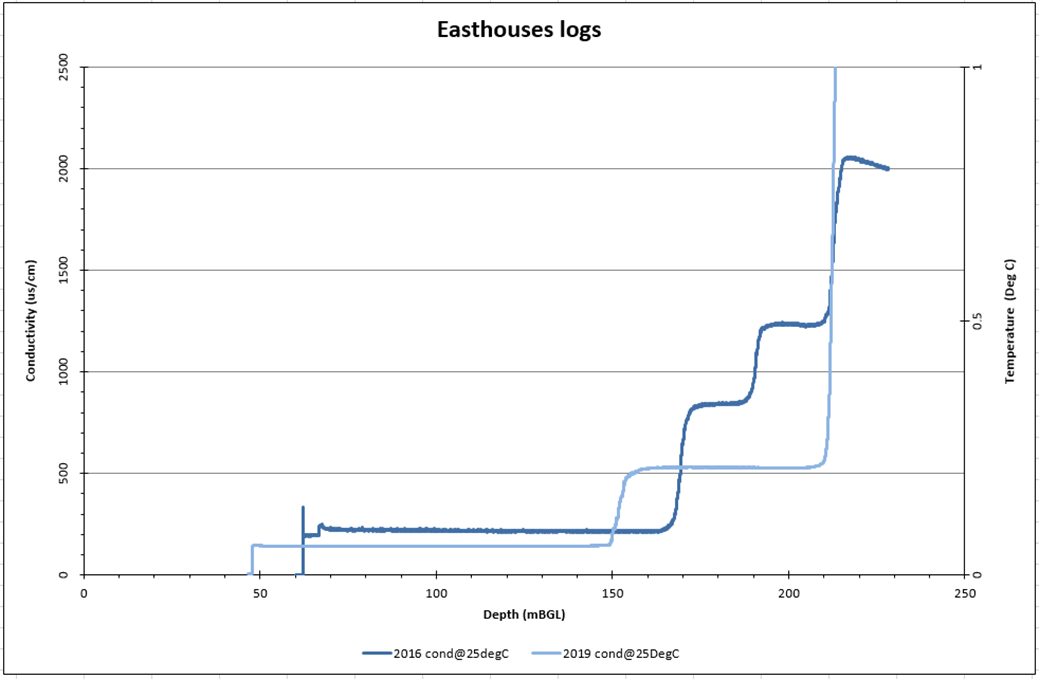 Easthouses logs
2500
2000
1500
1000
500
0
Conductivity (us/cm)
1
0.5
0
Temperature (Deg C)
0
50
100
150
200
250
Depth (mBGL)
2016 cond@25degC
2019 cond@25DegC